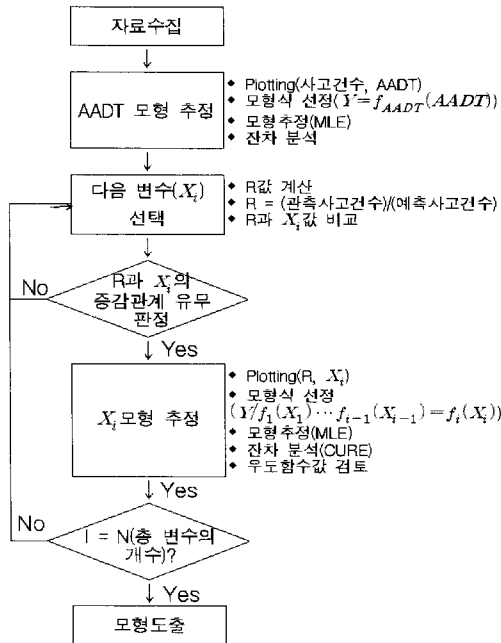 자료수집
AADT 모형 추정
◆ Plotting(사고건수, AADT)
◆ 모형식 선정(Y=f_{AADT}(AADT)
◆ 모형추정(MLE)
◆ 잔차 분석
다음 변수(X_i)
선택
◆ R값 계산
◆ R = (관측사고건수)/(예측사고건수)
◆ R과 X_i값 비교
No
R과 X_i의
증감관계 유무
판정
Yes
X_i모형 추정
◆ Plotting(R, X_i)
◆ 모형식 선정
(Y/f_1(X_1)⋯f_{i-1}(X_{i-1})=f_i(X_i))
◆ 모형추정(MLE)
◆ 잔차 분석(CURE)
◆ 우도함수값 검토
Yes
No
I = N(총 변수의
개수)?
Yes
모형도출